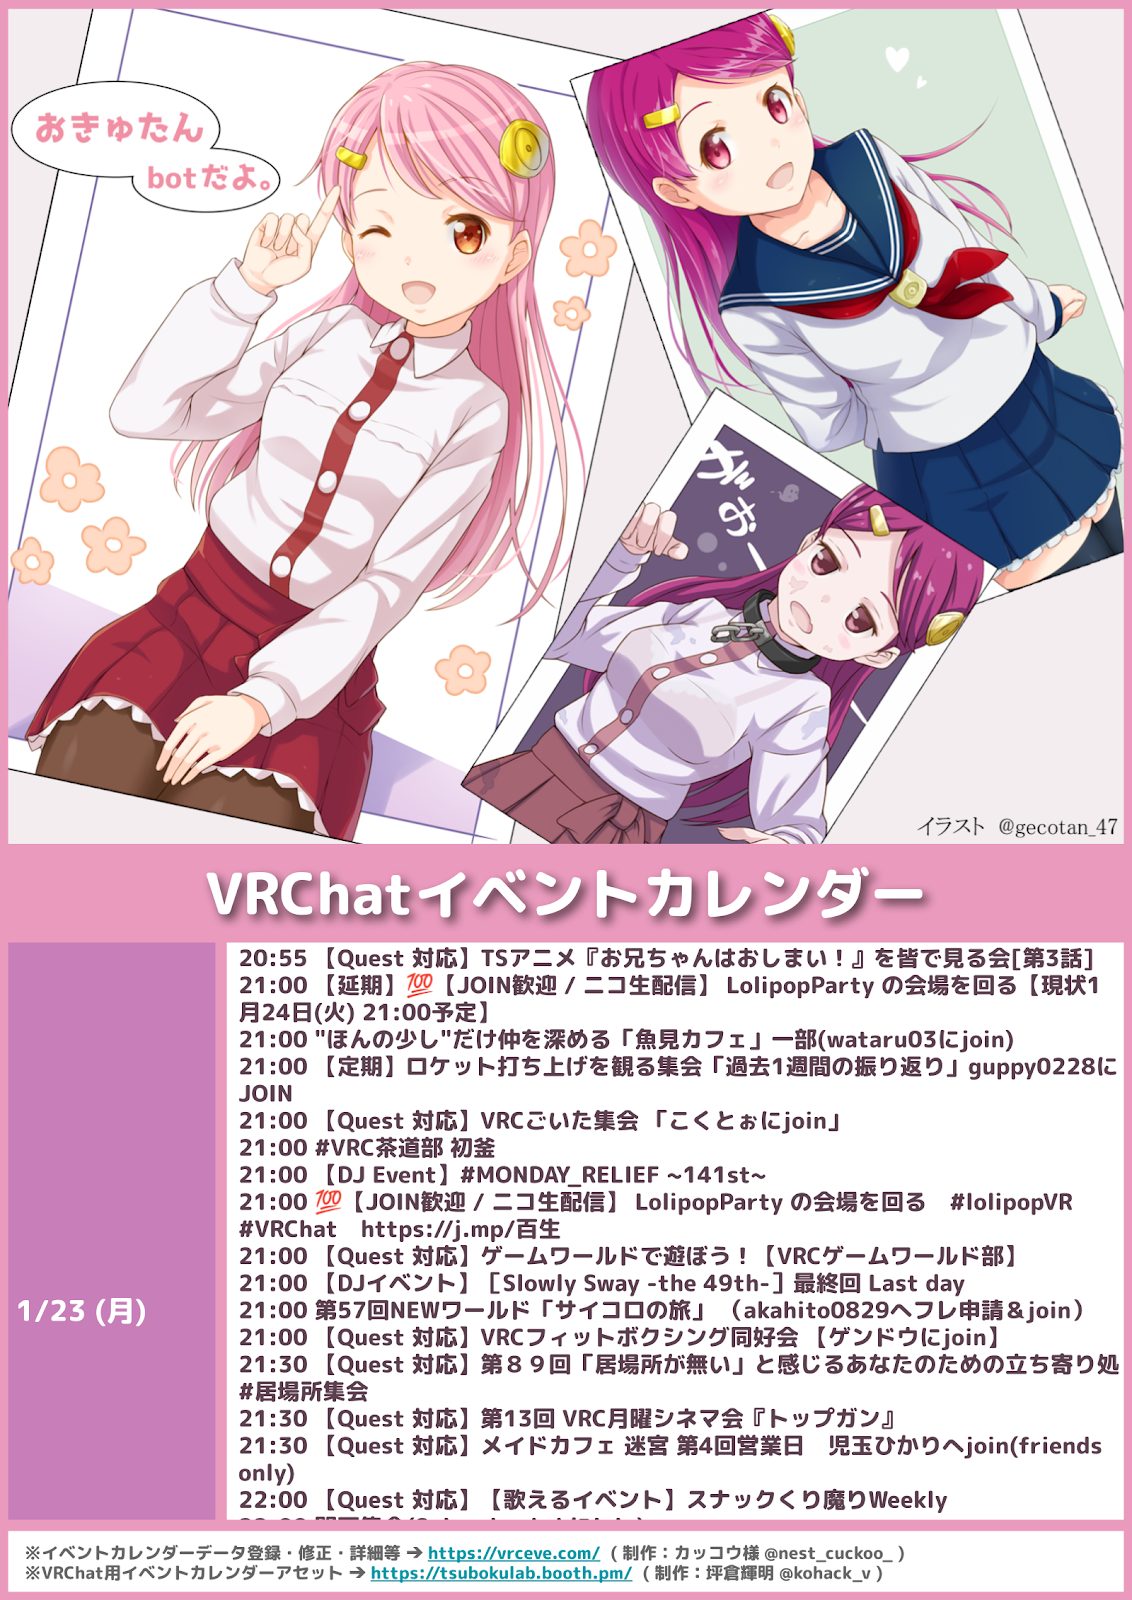 おきゅたん
botだよ。
がおー
イラスト @gecotan_47
VRChatイベントカレンダー
1/23 (月)
20:55 【Quest 対応】TSアニメ『お兄ちゃんはおしまい！』を皆で見る会[第3話]
21:00 【延期】💯【JOIN歓迎 / ニコ生配信】 LolipopParty の会場を回る【現状1
月24日(火) 21:00予定】
21:00 "ほんの少し"だけ仲を深める「魚見カフェ」一部(wataru03にjoin)
21:00 【定期】ロケット打ち上げを観る集会「過去1週間の振り返り」guppy0228に
JOIN
21:00 【Quest 対応】VRCごいた集会 「こくとぉにjoin」
21:00 #VRC茶道部 初釜
21:00 【DJ Event】#MONDAY_RELIEF ~141st~
21:00 💯【JOIN歓迎 / ニコ生配信】 LolipopParty の会場を回る　#lolipopVR
#VRChat　https://j.mp/百生
21:00 【Quest 対応】ゲームワールドで遊ぼう！【VRCゲームワールド部】
21:00 【DJイベント】［Slowly Sway -the 49th-］最終回 Last day
21:00 第57回NEWワールド「サイコロの旅」（akahito0829へフレ申請＆join）
21:00 【Quest 対応】VRCフィットボクシング同好会 【ゲンドウにjoin】
21:30 【Quest 対応】第８９回「居場所が無い」と感じるあなたのための立ち寄り処
#居場所集会
21:30 【Quest 対応】第13回 VRC月曜シネマ会『トップガン』
21:30 【Quest 対応】メイドカフェ 迷宮 第4回営業日　児玉ひかりへjoin(friends
only)
22:00 【Quest 対応】【歌えるイベント】スナックくり魔りWeekly
※イベントカレンダーデータ登録・修正・詳細等 ➔ https://vrceve.com/ ( 制作：カッコウ様 @nest_cuckoo_ )
※VRChat用イベントカレンダーアセット ➔ https://tsubokulab.booth.pm/ ( 制作：坪倉輝明 @kohack_v )